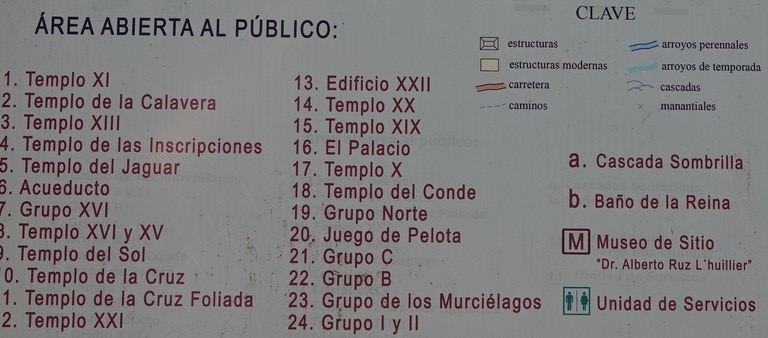 ÁREA ABIERTA AL PÚBLICO:
1. Templo XI
2. Templo de la Calavera
3. Templo XIII
4. Templo de las Inscripciones
5. Templo del Jaguar
6. Acueducto
7. Grupo XVI
8. Templo XVI y XV
9. Templo del Sol
0. Templo de la Cruz
1. Templo de la Cruz Foliada
2. Templo XXI
13. Edificio XXII
14. Templo XX
15. Templo XIX
16. El Palacio
17. Templo X
18. Templo del Conde
19. Grupo Norte
20. Juego de Pelota
21. Grupo C
22. Grupo B
23. Grupo de los Murciélagos
24. Grupo I y II
CLAVE
estructuras
estructuras modernas
carretera
caminos
arroyos perennales
arroyos de temporada
cascadas
x manantiales
a. Cascada Sombrilla
b. Baño de la Reina
M Museo de Sitio
"Dr. Alberto Ruz L´huillier"
Unidad de Servicios